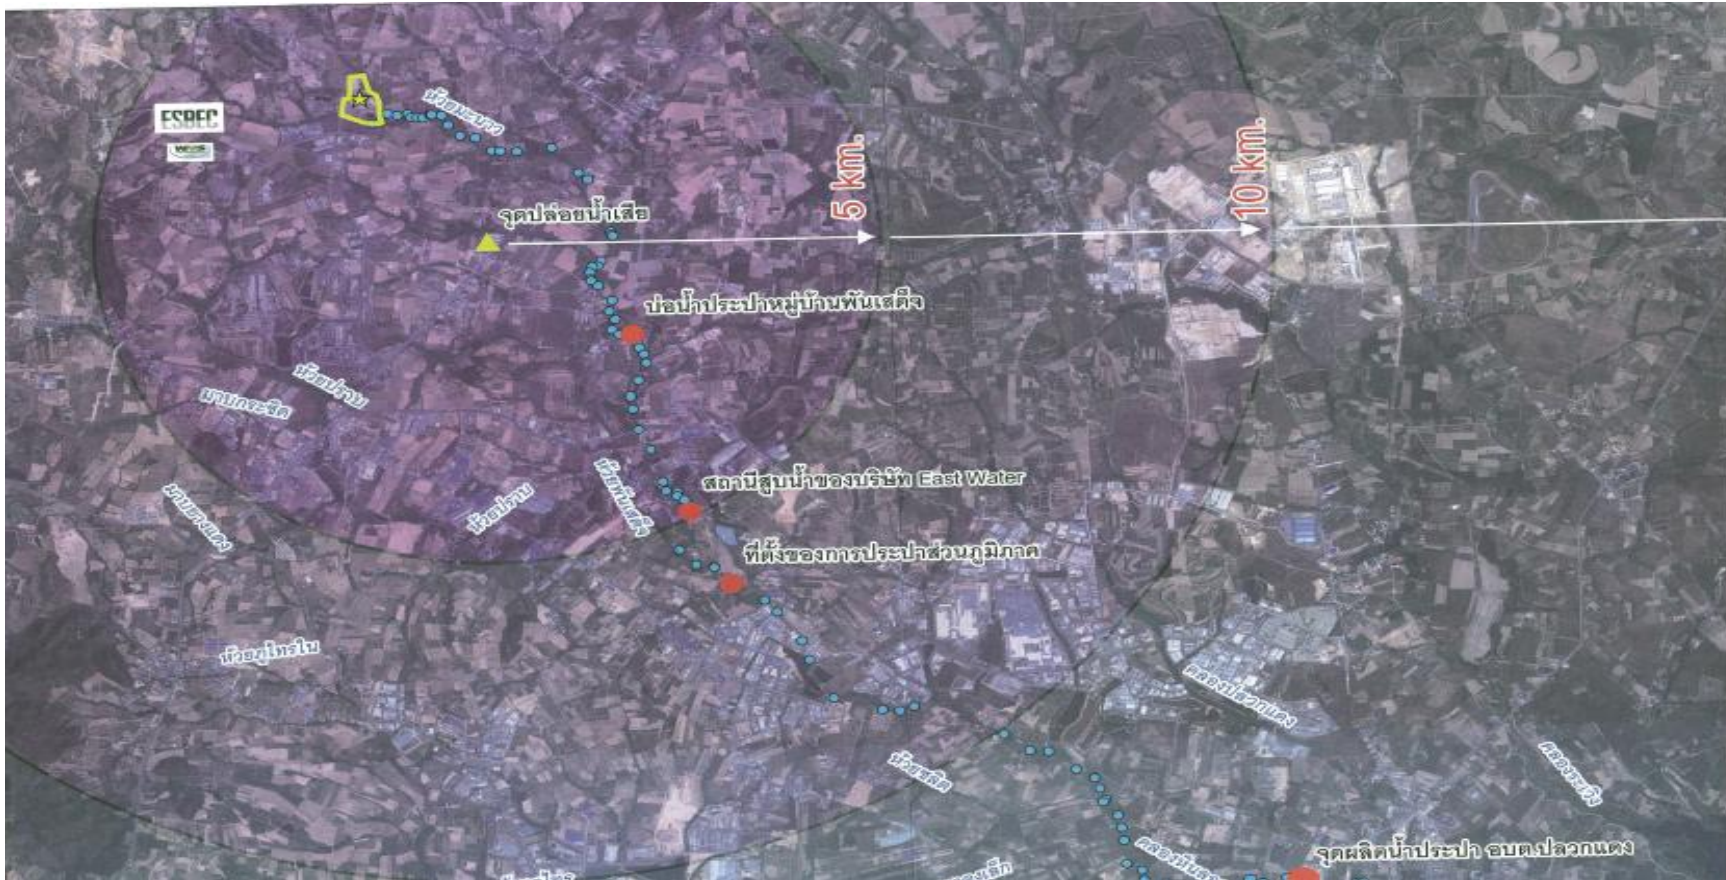 ห้วยมะนาว
ESBEC
WMS
จุดปล่อยน้ำเสีย
5 km.
10 km.
บ่อน้ำประปาหมู่บ้านพันเสด็จ
ห้วยปราบ
มาบกระชิด
สถานีสูบน้ำของบริษัท East Water
ห้วยพันเสด็จ
มาบยางแดง
ห้วยปราบ
ที่ตั้งของการประปาส่วนภูมิภาค
ห้วยภูไทรใน
คลองปลวกแดง
คลองระเวิง
จุดผลิตน้ำประปา อบต.ปลวกแดง